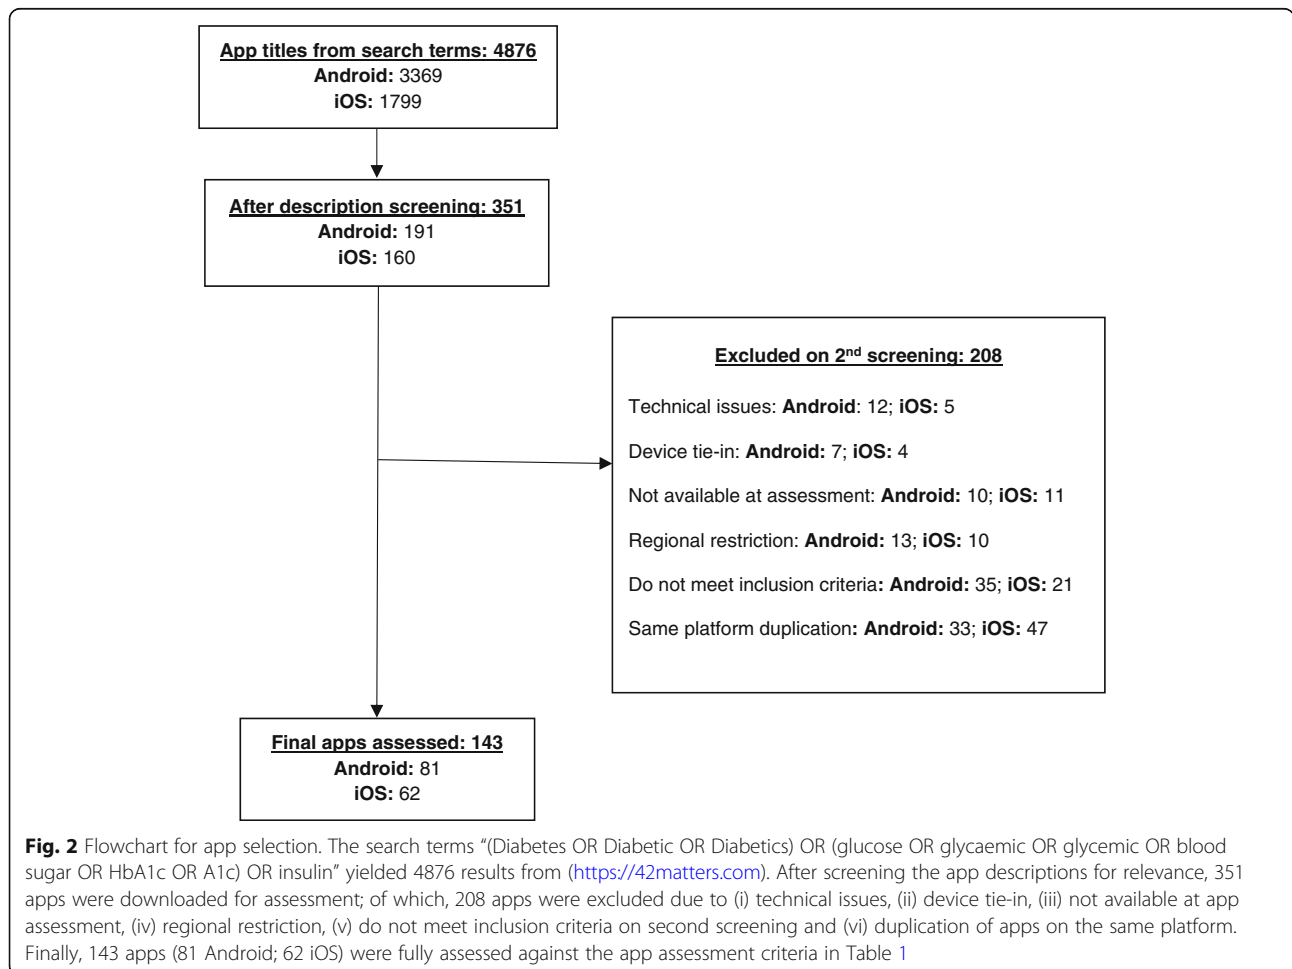 App titles from search terms: 4876
Android: 3369
iOS: 1799
After description screening: 351
Android: 191
iOS: 160
Excluded on 2nd screening: 208
Technical issues: Android: 12; iOS: 5
Device tie-in: Android: 7; iOS: 4
Not available at assessment: Android: 10; iOS: 11
Regional restriction: Android: 13; iOS: 10
Do not meet inclusion criteria: Android: 35; iOS: 21
Same platform duplication: Android: 33; iOS: 47
Final apps assessed: 143
Android: 81
iOS: 62
Fig. 2 Flowchart for app selection. The search terms “(Diabetes OR Diabetic OR Diabetics) OR (glucose OR glycaemic OR glycemic OR blood
sugar OR HbA1c OR A1c) OR insulin” yielded 4876 results from (https://42matters.com). After screening the app descriptions for relevance, 351
apps were downloaded for assessment; of which, 208 apps were excluded due to (i) technical issues, (ii) device tie-in, (iii) not available at app
assessment, (iv) regional restriction, (v) do not meet inclusion criteria on second screening and (vi) duplication of apps on the same platform.
Finally, 143 apps (81 Android; 62 iOS) were fully assessed against the app assessment criteria in Table 1